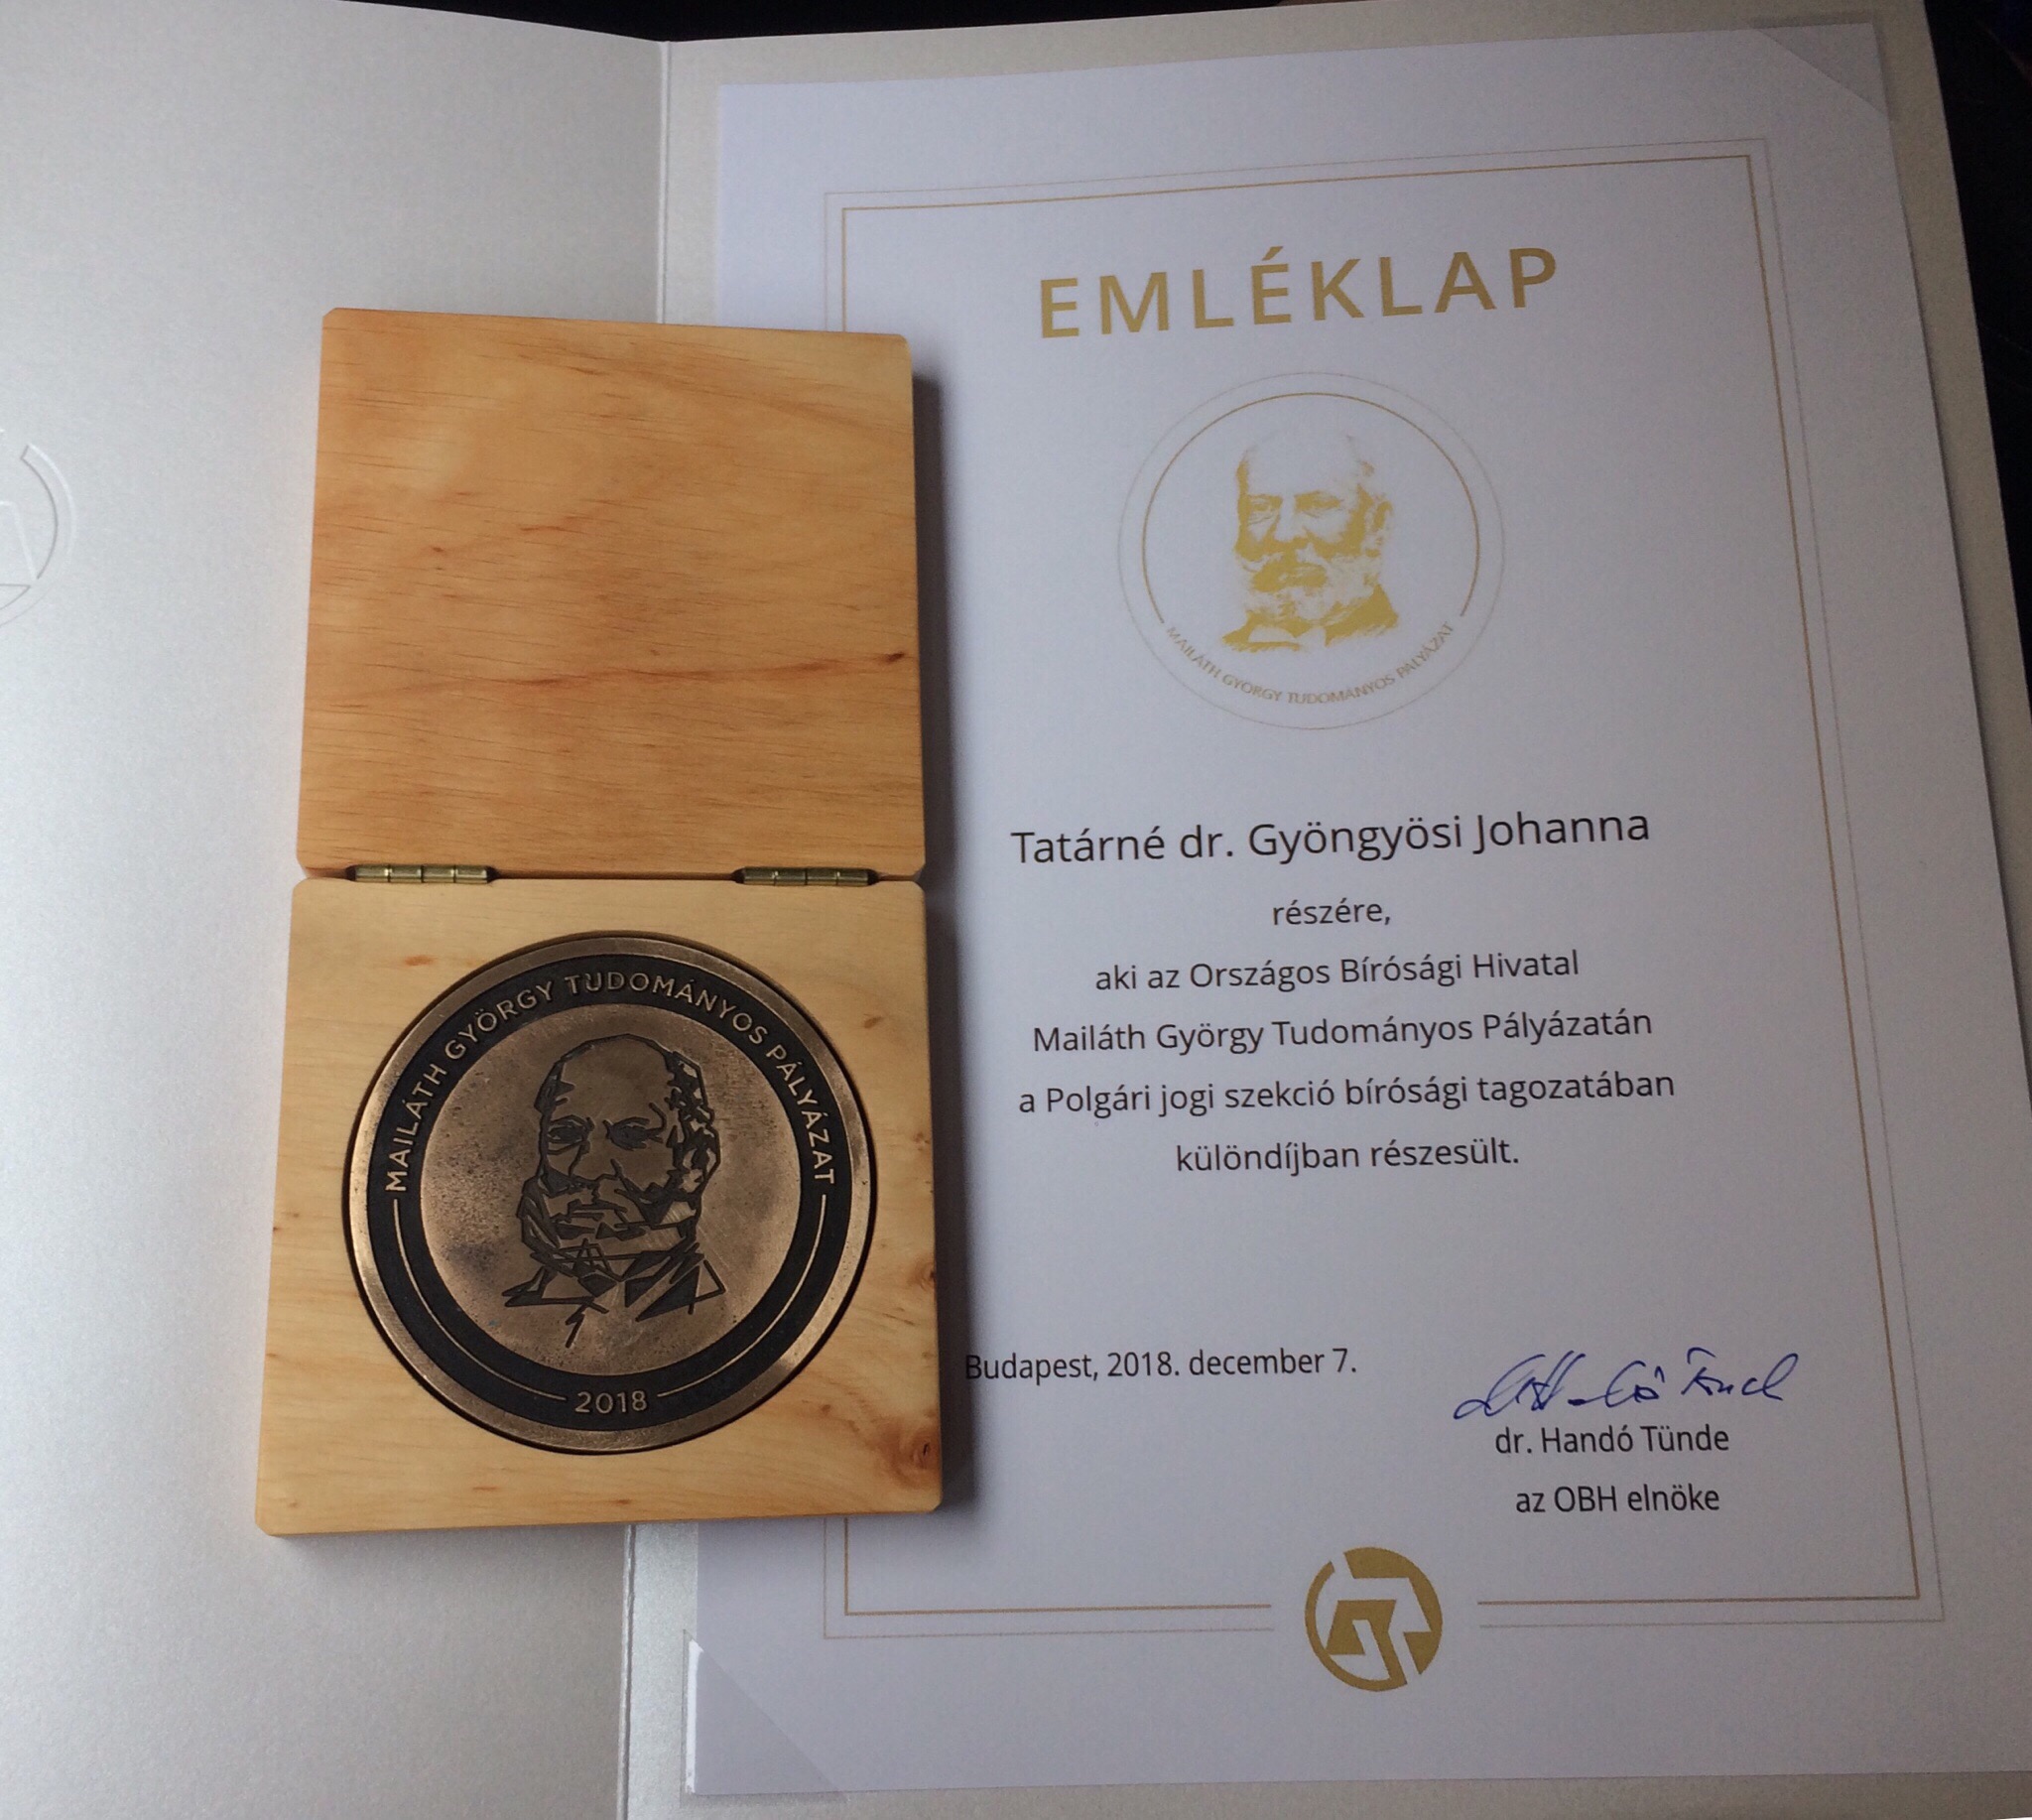 MAILÁTH GYÖRGY TUDOMÁNYOS PÁLYÁZAT
2018
EMLÉKLAP
MAILÁTH GYÖRGY TUDOMÁNYOS PÁLYÁZAT
Tatárné dr. Gyöngyösi Johanna
részére,
aki az Országos Bírósági Hivatal
Mailáth György Tudományos Pályázatán
a Polgári jogi szekció bírósági tagozatában
különdíjban részesült.
Budapest, 2018. december 7.
dr. Handó Tünde
az OBH elnöke